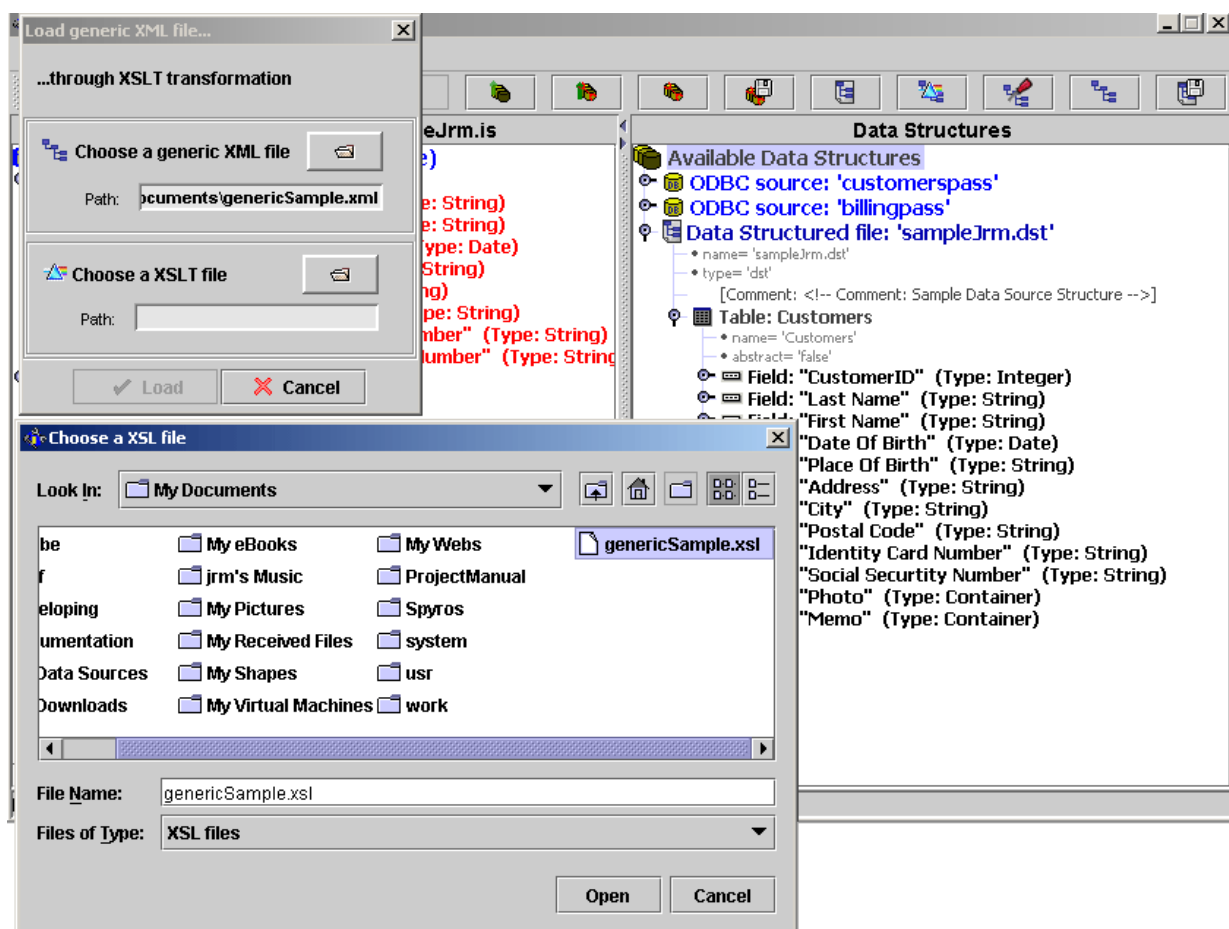 Load generic XML file...
...through XSLT transformation
Choose a generic XML file
Path: ocuments\genericSample.xml
Choose a XSLT file
Path:
Load
Cancel
eJrm.is
e)
e: String)
e: String)
ype: Date)
String)
ng)
pe: String)
mber" (Type: String)
Number" (Type: String
Data Structures
Available Data Structures
ODBC source: 'customerspass'
ODBC source: 'billingpass'
Data Structured file: 'sampleJrm.dst'
name= 'sampleJrm.dst'
type= 'dst'
[Comment: <!-- Comment: Sample Data Source Structure -->]
Table: Customers
name= 'Customers'
abstract= 'false'
Field: "CustomerID" (Type: Integer)
Field: "Last Name" (Type: String)
Field: "First Name" (Type: String)
"Date Of Birth" (Type: Date)
"Place Of Birth" (Type: String)
"Address" (Type: String)
"City" (Type: String)
"Postal Code" (Type: String)
"Identity Card Number" (Type: String)
"Social Securtity Number" (Type: String)
"Photo" (Type: Container)
"Memo" (Type: Container)
Choose a XSL file
Look In: My Documents
be
f
eloping
umentation
Data Sources
Downloads
My eBooks
jrm's Music
My Pictures
My Received Files
My Shapes
My Virtual Machines
My Webs
ProjectManual
Spyros
system
usr
work
genericSample.xsl
File Name: genericSample.xsl
Files of Type: XSL files
Open
Cancel